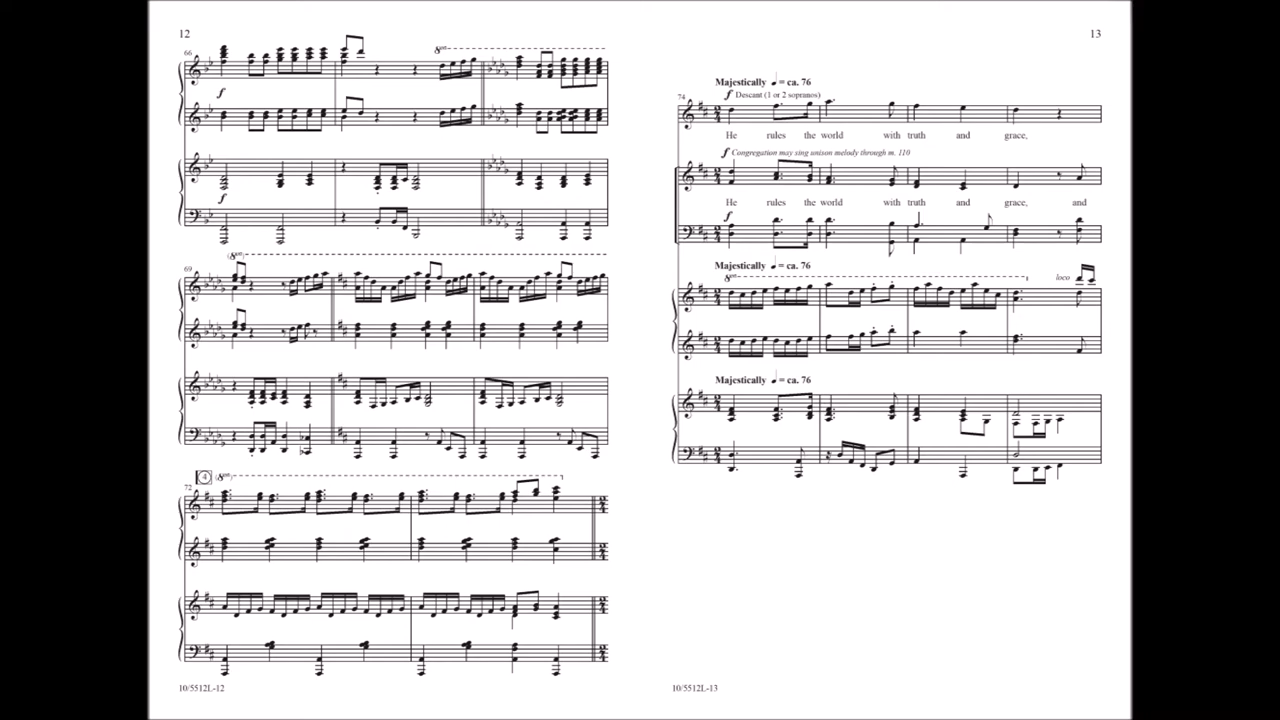 12
66
8va
f
f
69
(8va)
4
(8va)
72
10/5512L-12
13
Majestically ♩ = ca. 76
74
f Descant (1 or 2 sopranos)
He rules the world with truth and grace,
f Congregation may sing unison melody through m. 110
He rules the world with truth and grace, and
f
Majestically ♩ = ca. 76
8va
loco
Majestically ♩ = ca. 76
10/5512L-13